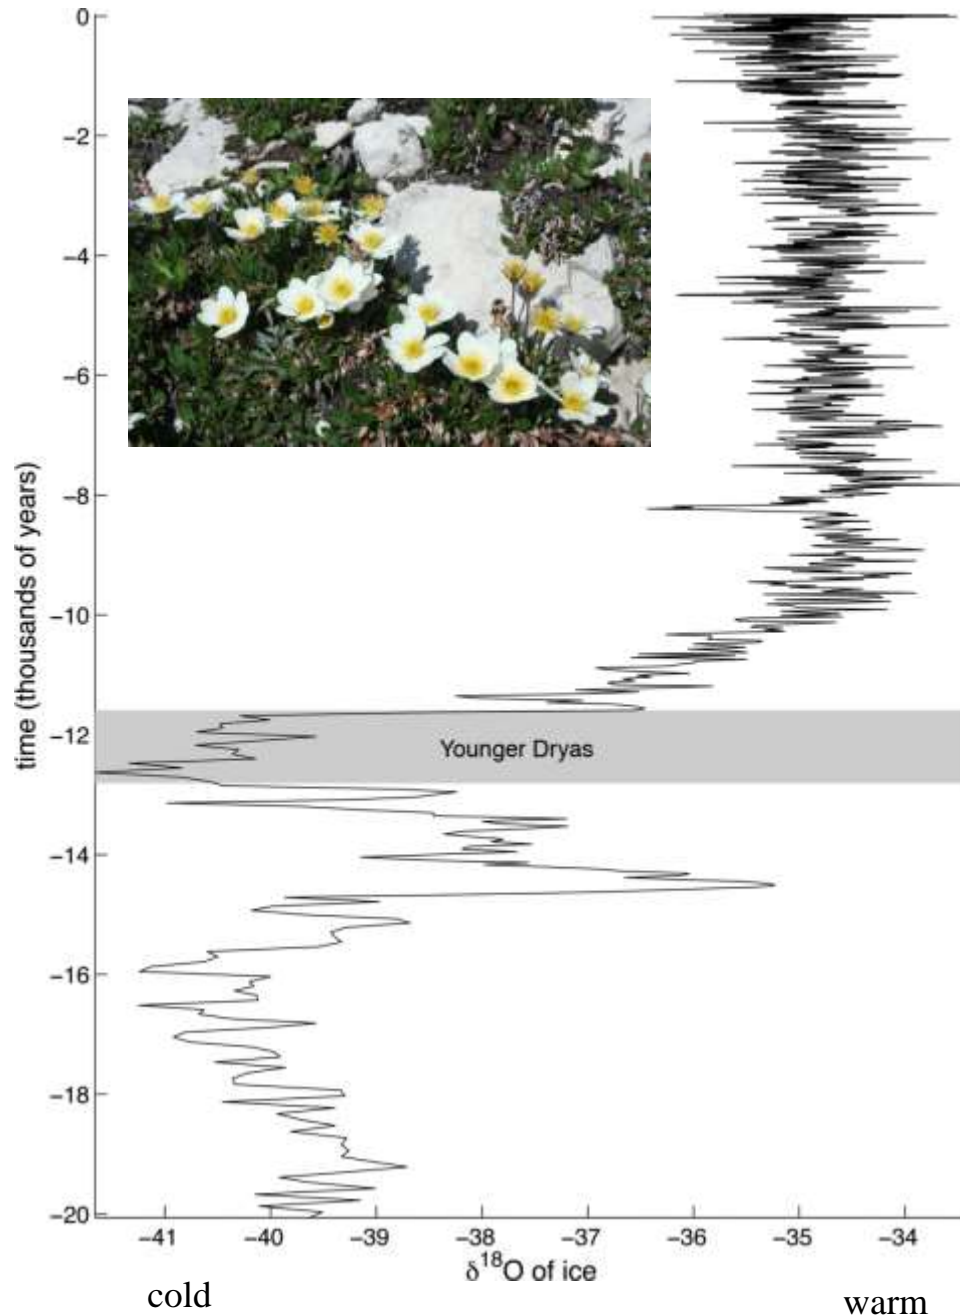 0
−2
−4
−6
−8
−10
−12
−14
−16
−18
−20
time (thousands of years)
Younger Dryas
−41 −40 −39 −38 −37 −36 −35 −34
δ¹⁸O of ice
cold warm